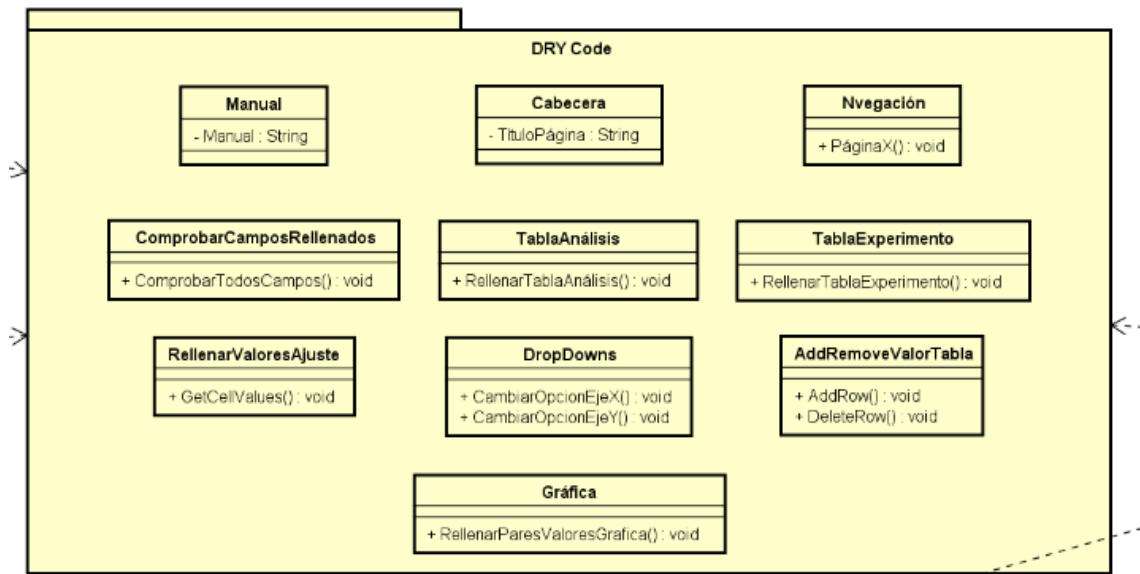 DRY Code
Manual
- Manual : String
Cabecera
- TítuloPágina : String
Nvegación
+ PáginaX() : void
ComprobarCamposRellenados
+ ComprobarTodosCampos() : void
TablaAnálisis
+ RellenarTablaAnálisis() : void
TablaExperimento
+ RellenarTablaExperimento() : void
RellenarValoresAjuste
+ GetCellValues() : void
DropDowns
+ CambiarOpcionEjeX() : void
+ CambiarOpcionEjeY() : void
AddRemoveValorTabla
+ AddRow() : void
+ DeleteRow() : void
Gráfica
+ RellenarParesValoresGrafica() : void